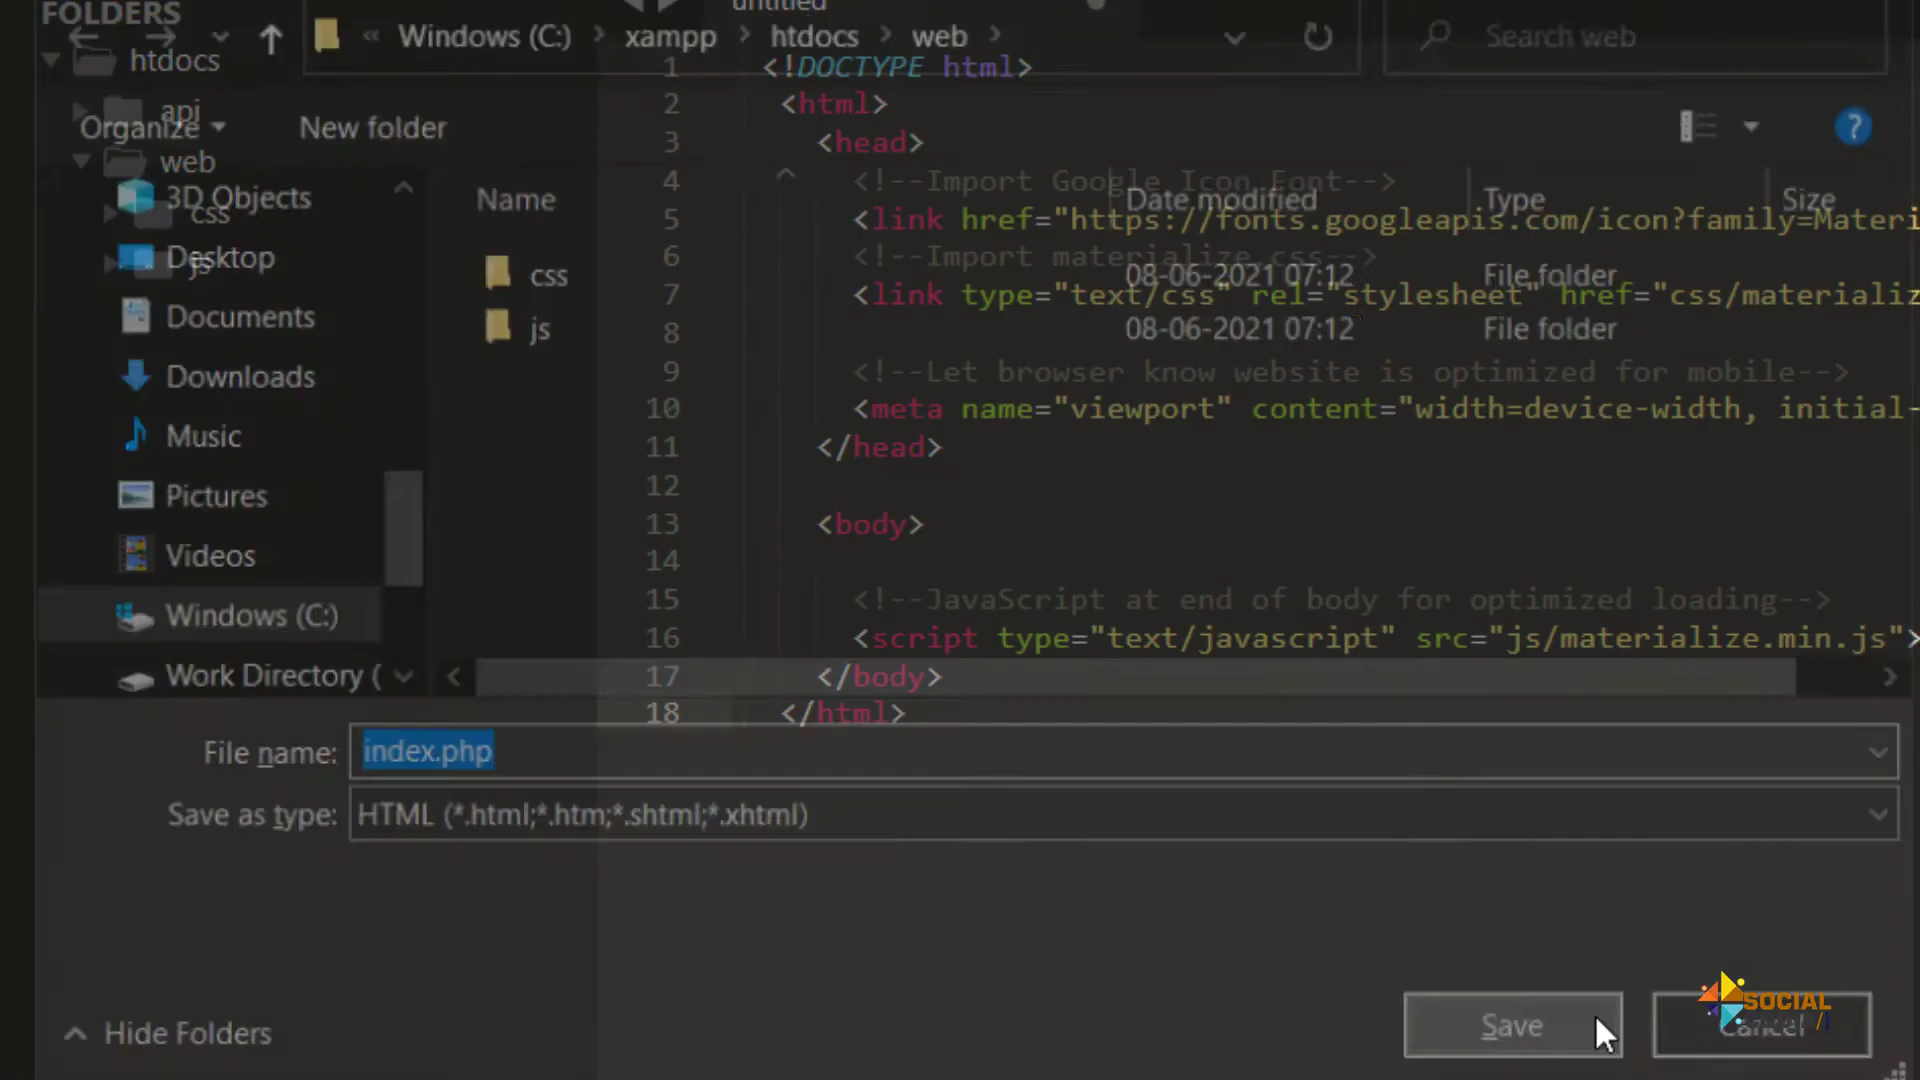 FOLDERS
htdocs
api
web
css
js
untitled
« Windows (C:) > xampp > htdocs > web >
Search web
Organize
New folder
3D Objects
Desktop
Documents
Downloads
Music
Pictures
Videos
Windows (C:)
Work Directory (
Name
Date modified
Type
Size
css
08-06-2021 07:12
File folder
js
08-06-2021 07:12
File folder
1 <!DOCTYPE html>
2 <html>
3 <head>
4 <!--Import Google Icon Font-->
5 <link href="https://fonts.googleapis.com/icon?family=Materi
6 <!--Import materialize.css-->
7 <link type="text/css" rel="stylesheet" href="css/materializ
8
9 <!--Let browser know website is optimized for mobile-->
10 <meta name="viewport" content="width=device-width, initial-
11 </head>
12
13 <body>
14
15 <!--JavaScript at end of body for optimized loading-->
16 <script type="text/javascript" src="js/materialize.min.js">
17 </body>
18 </html>
File name: index.php
Save as type: HTML (*.html;*.htm;*.shtml;*.xhtml)
Hide Folders
Save
Cancel
SOCIAL